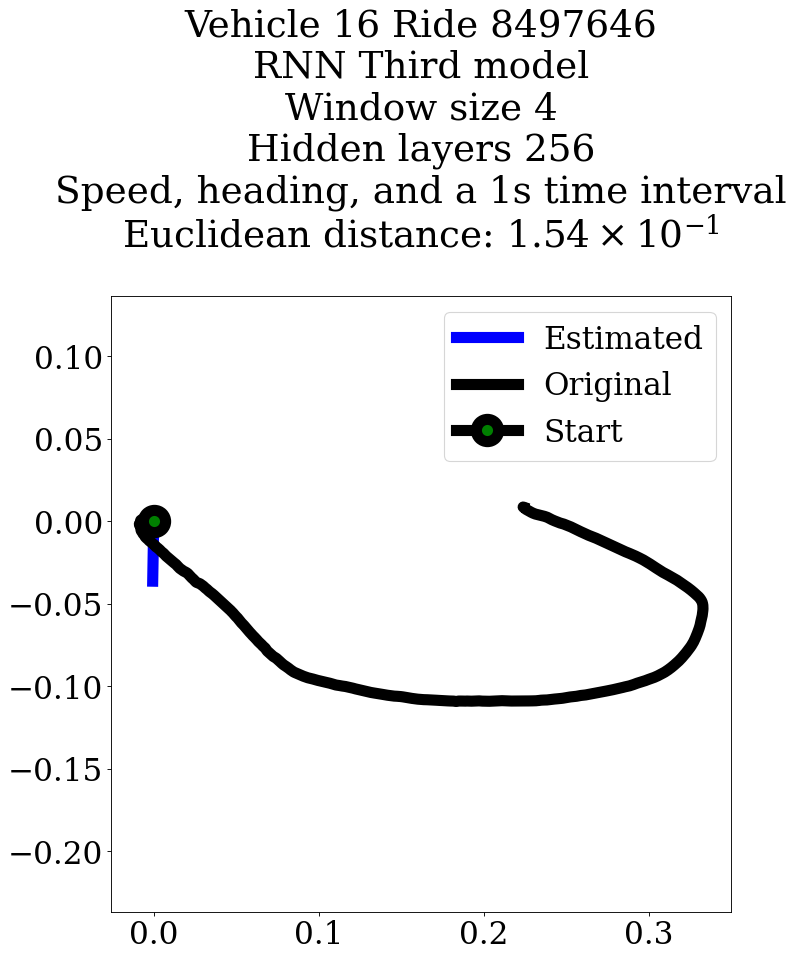 Vehicle 16 Ride 8497646
RNN Third model
Window size 4
Hidden layers 256
Speed, heading, and a 1s time interval
Euclidean distance: 1.54 × 10⁻¹
Estimated
Original
Start
0.10
0.05
0.00
−0.05
−0.10
−0.15
−0.20
0.0 0.1 0.2 0.3